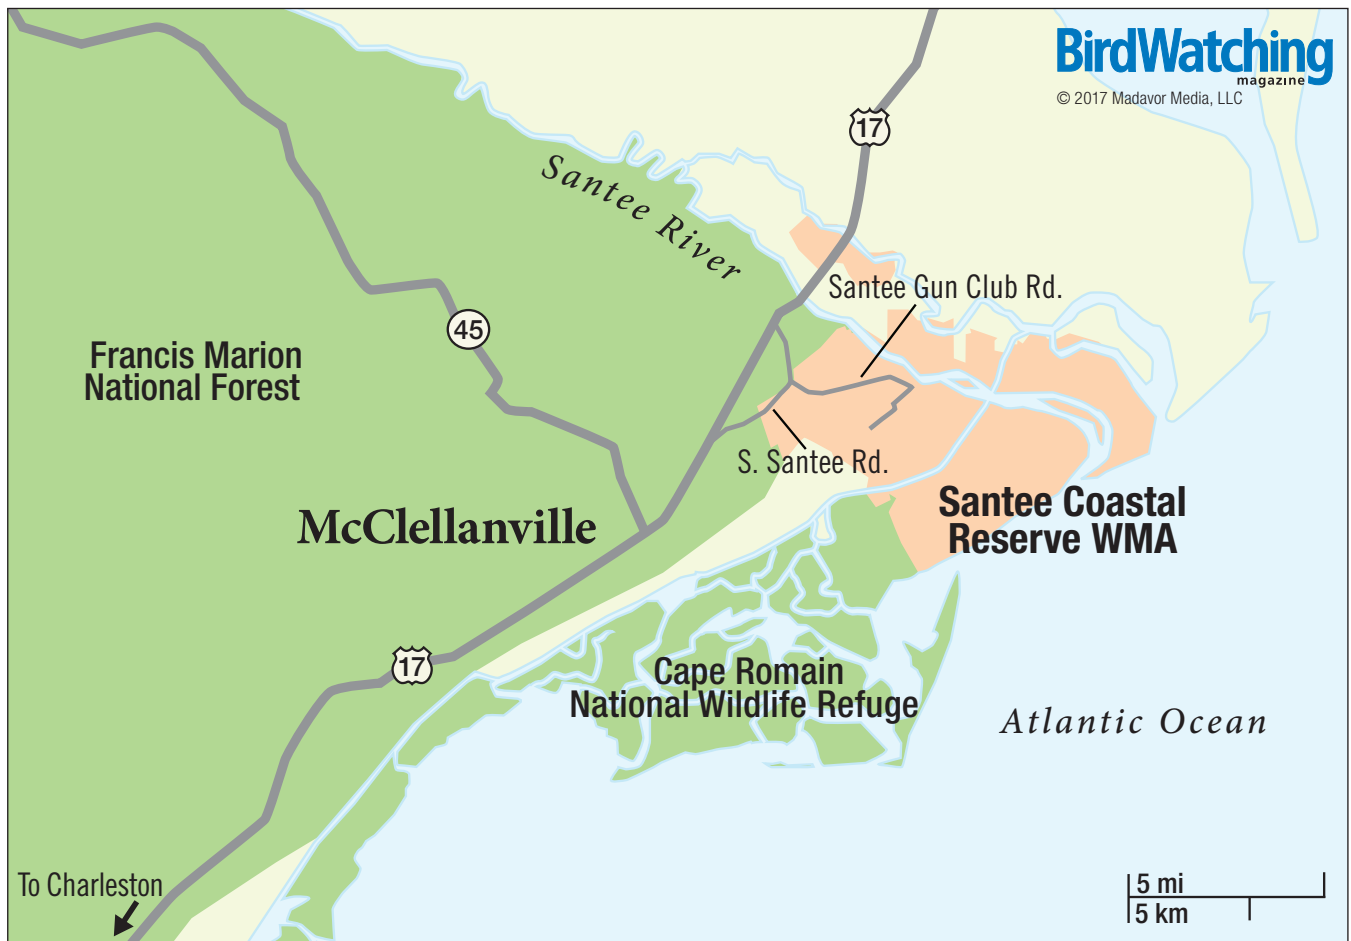 BirdWatching
magazine
© 2017 Madavor Media, LLC
17
Santee River
Santee Gun Club Rd.
45
Francis Marion
National Forest
S. Santee Rd.
McClellanville
Santee Coastal
Reserve WMA
17
Cape Romain
National Wildlife Refuge
Atlantic Ocean
To Charleston
5 mi
5 km